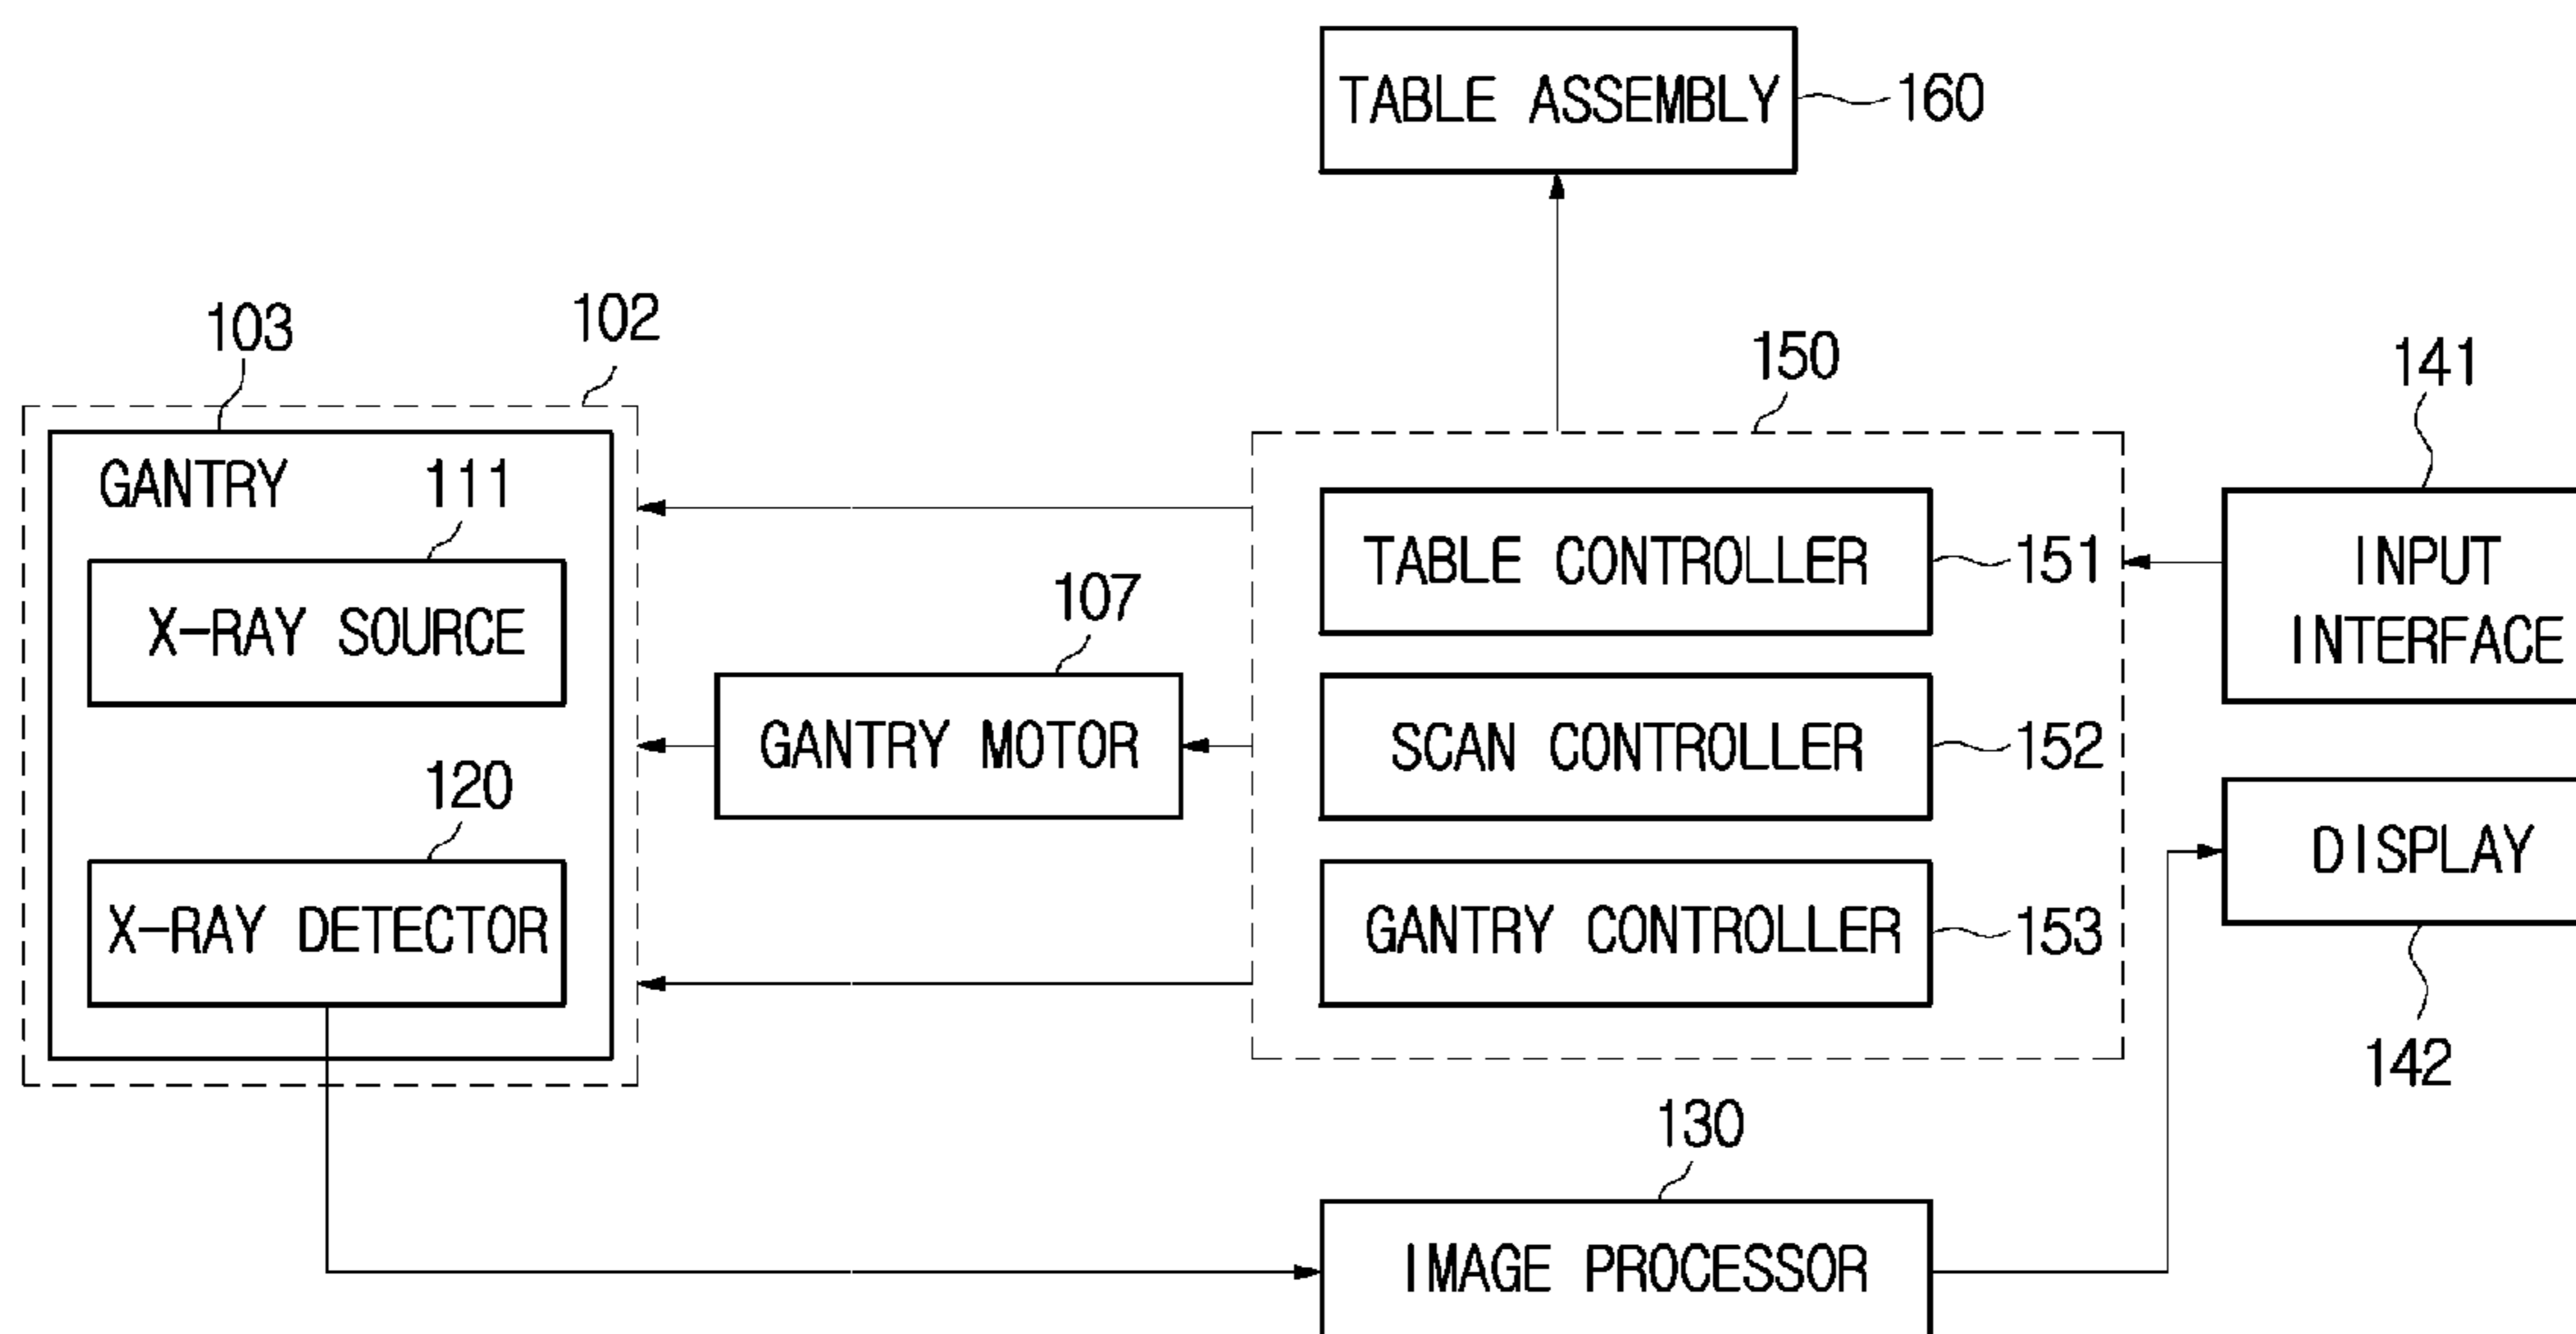 TABLE ASSEMBLY
160
103
102
150
141
GANTRY
111
X-RAY SOURCE
107
GANTRY MOTOR
120
X-RAY DETECTOR
TABLE CONTROLLER
151
SCAN CONTROLLER
152
GANTRY CONTROLLER
153
INPUT
INTERFACE
DISPLAY
142
130
IMAGE PROCESSOR